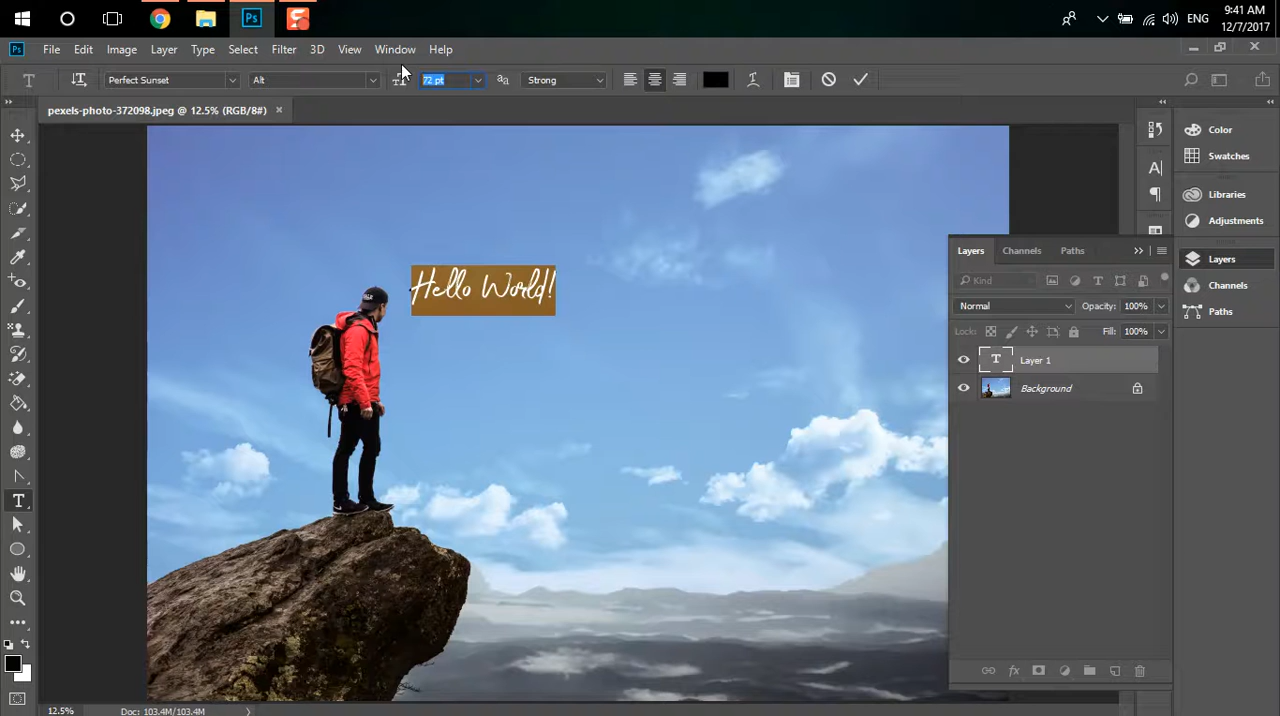 9:41 AM
ENG
12/7/2017
Ps
File Edit Image Layer Type Select Filter 3D View Window Help
T Perfect Sunset Alt 72 pt aa Strong
pexels-photo-372098.jpeg @ 12.5% (RGB/8#) ×
Color
Swatches
Libraries
Adjustments
Layers
Channels
Paths
Layers Channels Paths
Kind
Normal Opacity: 100%
Lock: Fill: 100%
T Layer 1
Background
Hello World!
12.5% Doc: 103.4M/103.4M